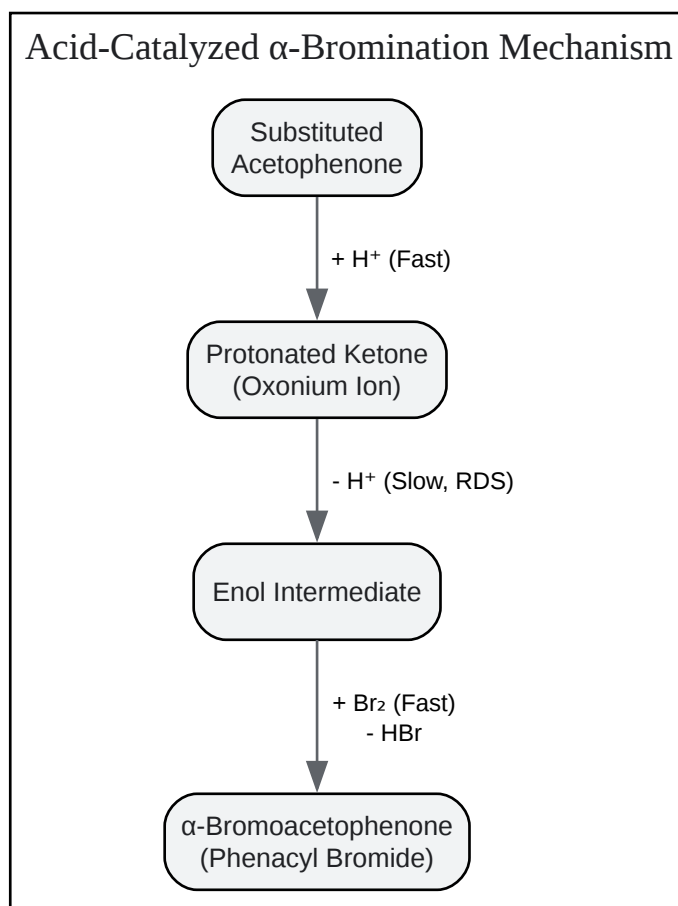 Acid-Catalyzed α-Bromination Mechanism
Substituted
Acetophenone
+ H⁺ (Fast)
Protonated Ketone
(Oxonium Ion)
- H⁺ (Slow, RDS)
Enol Intermediate
+ Br₂ (Fast)
- HBr
α-Bromoacetophenone
(Phenacyl Bromide)